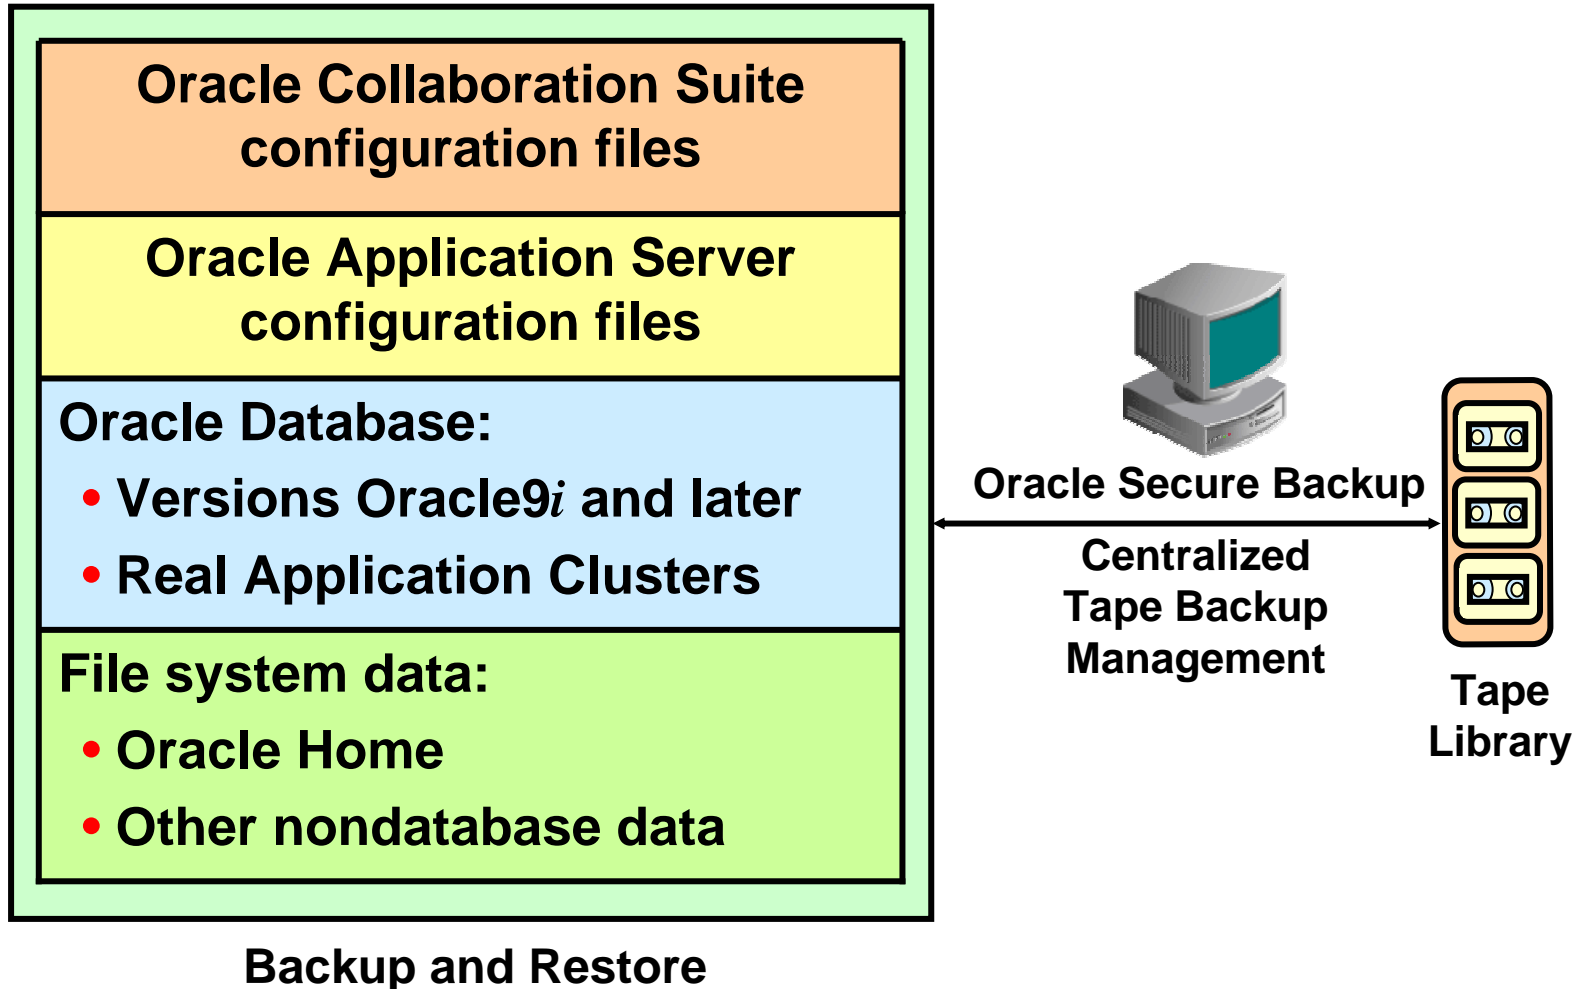 Oracle Collaboration Suite
configuration files
Oracle Application Server
configuration files
Oracle Database:
• Versions Oracle9i and later
• Real Application Clusters
File system data:
• Oracle Home
• Other nondatabase data
Backup and Restore
Oracle Secure Backup
Centralized
Tape Backup
Management
Tape
Library